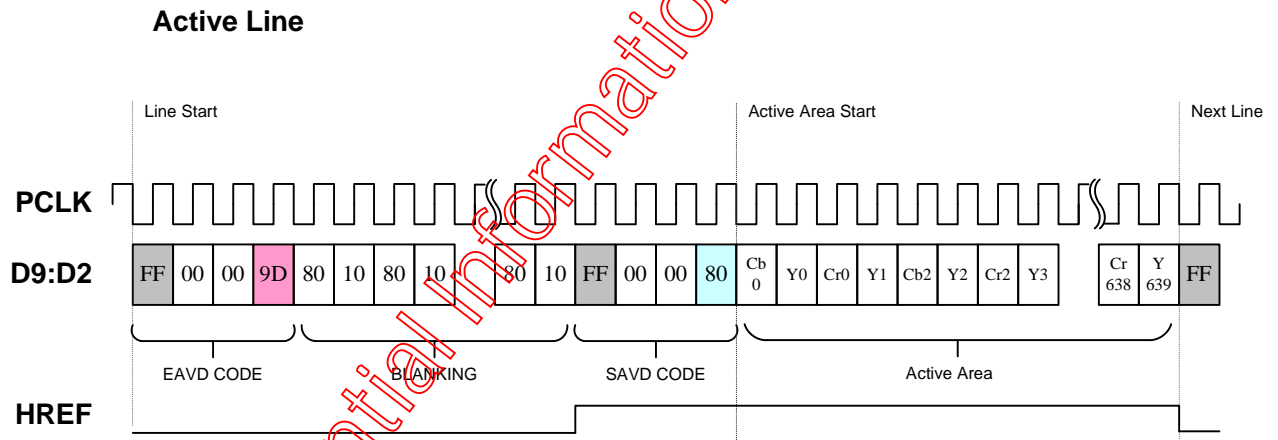 Active Line
Line Start
Active Area Start
Next Line
PCLK
D9:D2
FF 00 00 9D 80 10 80 10 80 10 FF 00 00 80 Cb 0 Y0 Cr0 Y1 Cb2 Y2 Cr2 Y3 Cr 638 Y 639 FF
EAVD CODE
BLANKING
SAVD CODE
Active Area
HREF
ntial Information